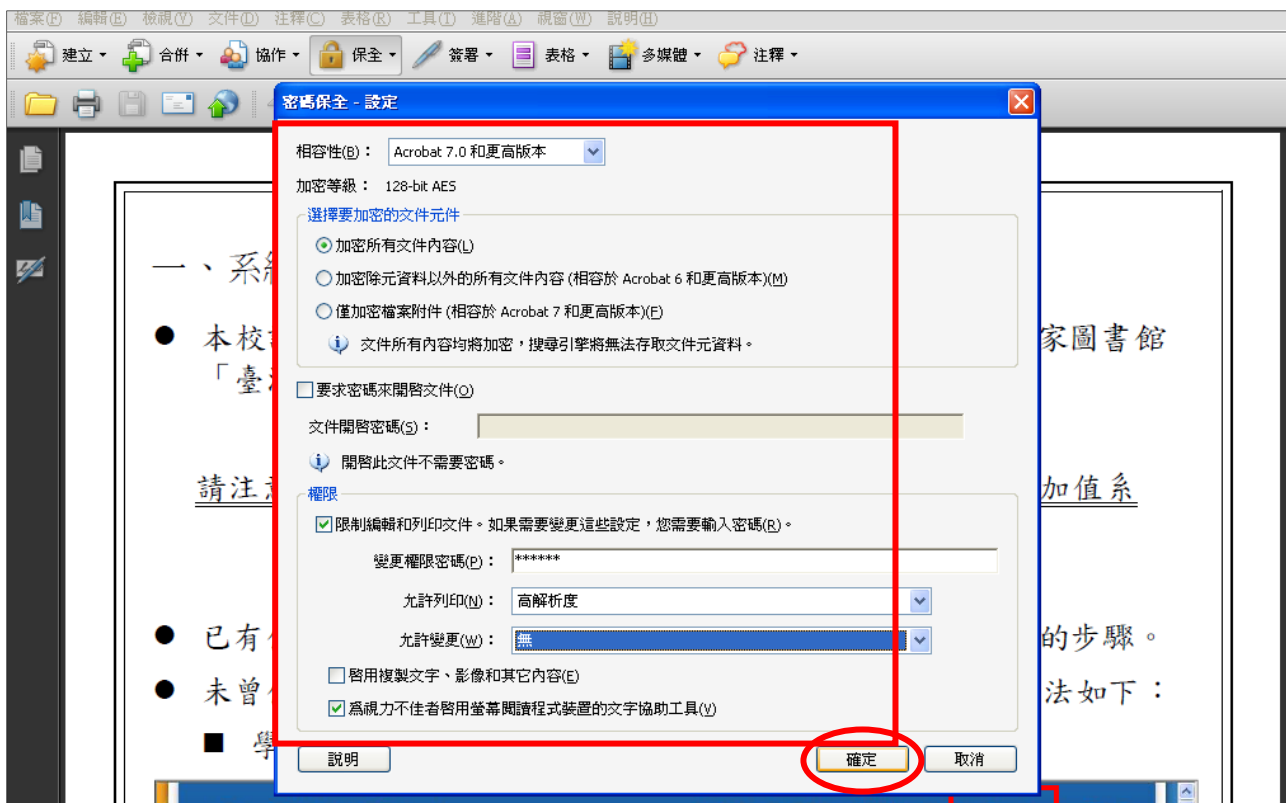 檔案(F) 編輯(E) 檢視(V) 文件(D) 注釋(C) 表格(R) 工具(T) 進階(A) 視窗(W) 說明(H)
建立 合併 協作 保全 簽署 表格 多媒體 注釋
密碼保全 - 設定
相容性(B)： Acrobat 7.0 和更高版本
加密等級： 128-bit AES
選擇要加密的文件元件
加密所有文件內容(L)
一、系統
加密除元資料以外的所有文件內容 (相容於 Acrobat 6 和更高版本)(M)
僅加密檔案附件 (相容於 Acrobat 7 和更高版本)(F)
● 本校 家圖書館
文件所有內容均將加密，搜尋引擎將無法存取文件元資料。
「臺
要求密碼來開啓文件(O)
文件開啓密碼(S)：
開啓此文件不需要密碼。
請注意 加值系
權限
限制編輯和列印文件。如果需要變更這些設定，您需要輸入密碼(R)。
變更權限密碼(P)： ******
允許列印(N)： 高解析度
● 已有 的步驟。
允許變更(W)： 無
啓用複製文字、影像和其它內容(E)
● 未曾 法如下：
爲視力不佳者啓用螢幕閱讀程式裝置的文字協助工具(V)
■ 學
說明 確定 取消